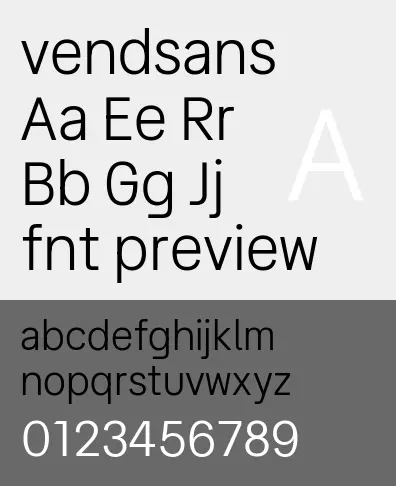 vendsans
Aa Ee Rr
A
Bb Gg Jj
fnt preview
abcdefghijklm
nopqrstuvwxyz
0123456789